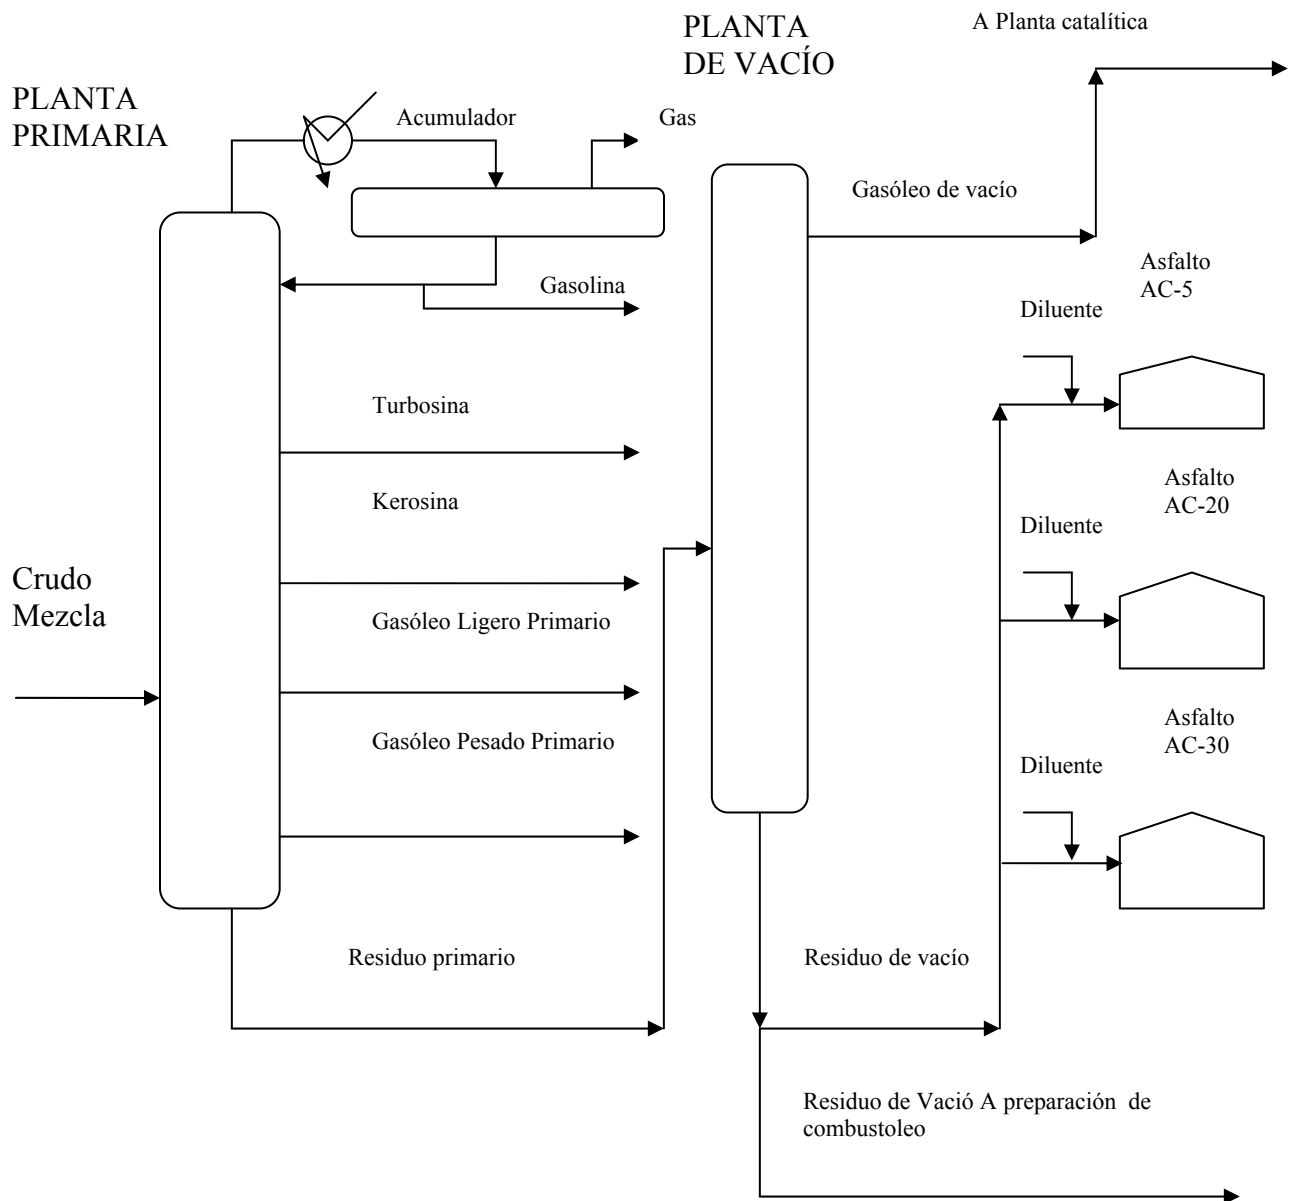 PLANTA
DE VACÍO
A Planta catalítica
PLANTA
PRIMARIA
Acumulador
Gas
Gasóleo de vacío
Gasolina
Asfalto
AC-5
Diluente
Turbosina
Kerosina
Asfalto
AC-20
Diluente
Crudo
Mezcla
Gasóleo Ligero Primario
Gasóleo Pesado Primario
Asfalto
AC-30
Diluente
Residuo primario
Residuo de vacío
Residuo de Vació A preparación de
combustoleo